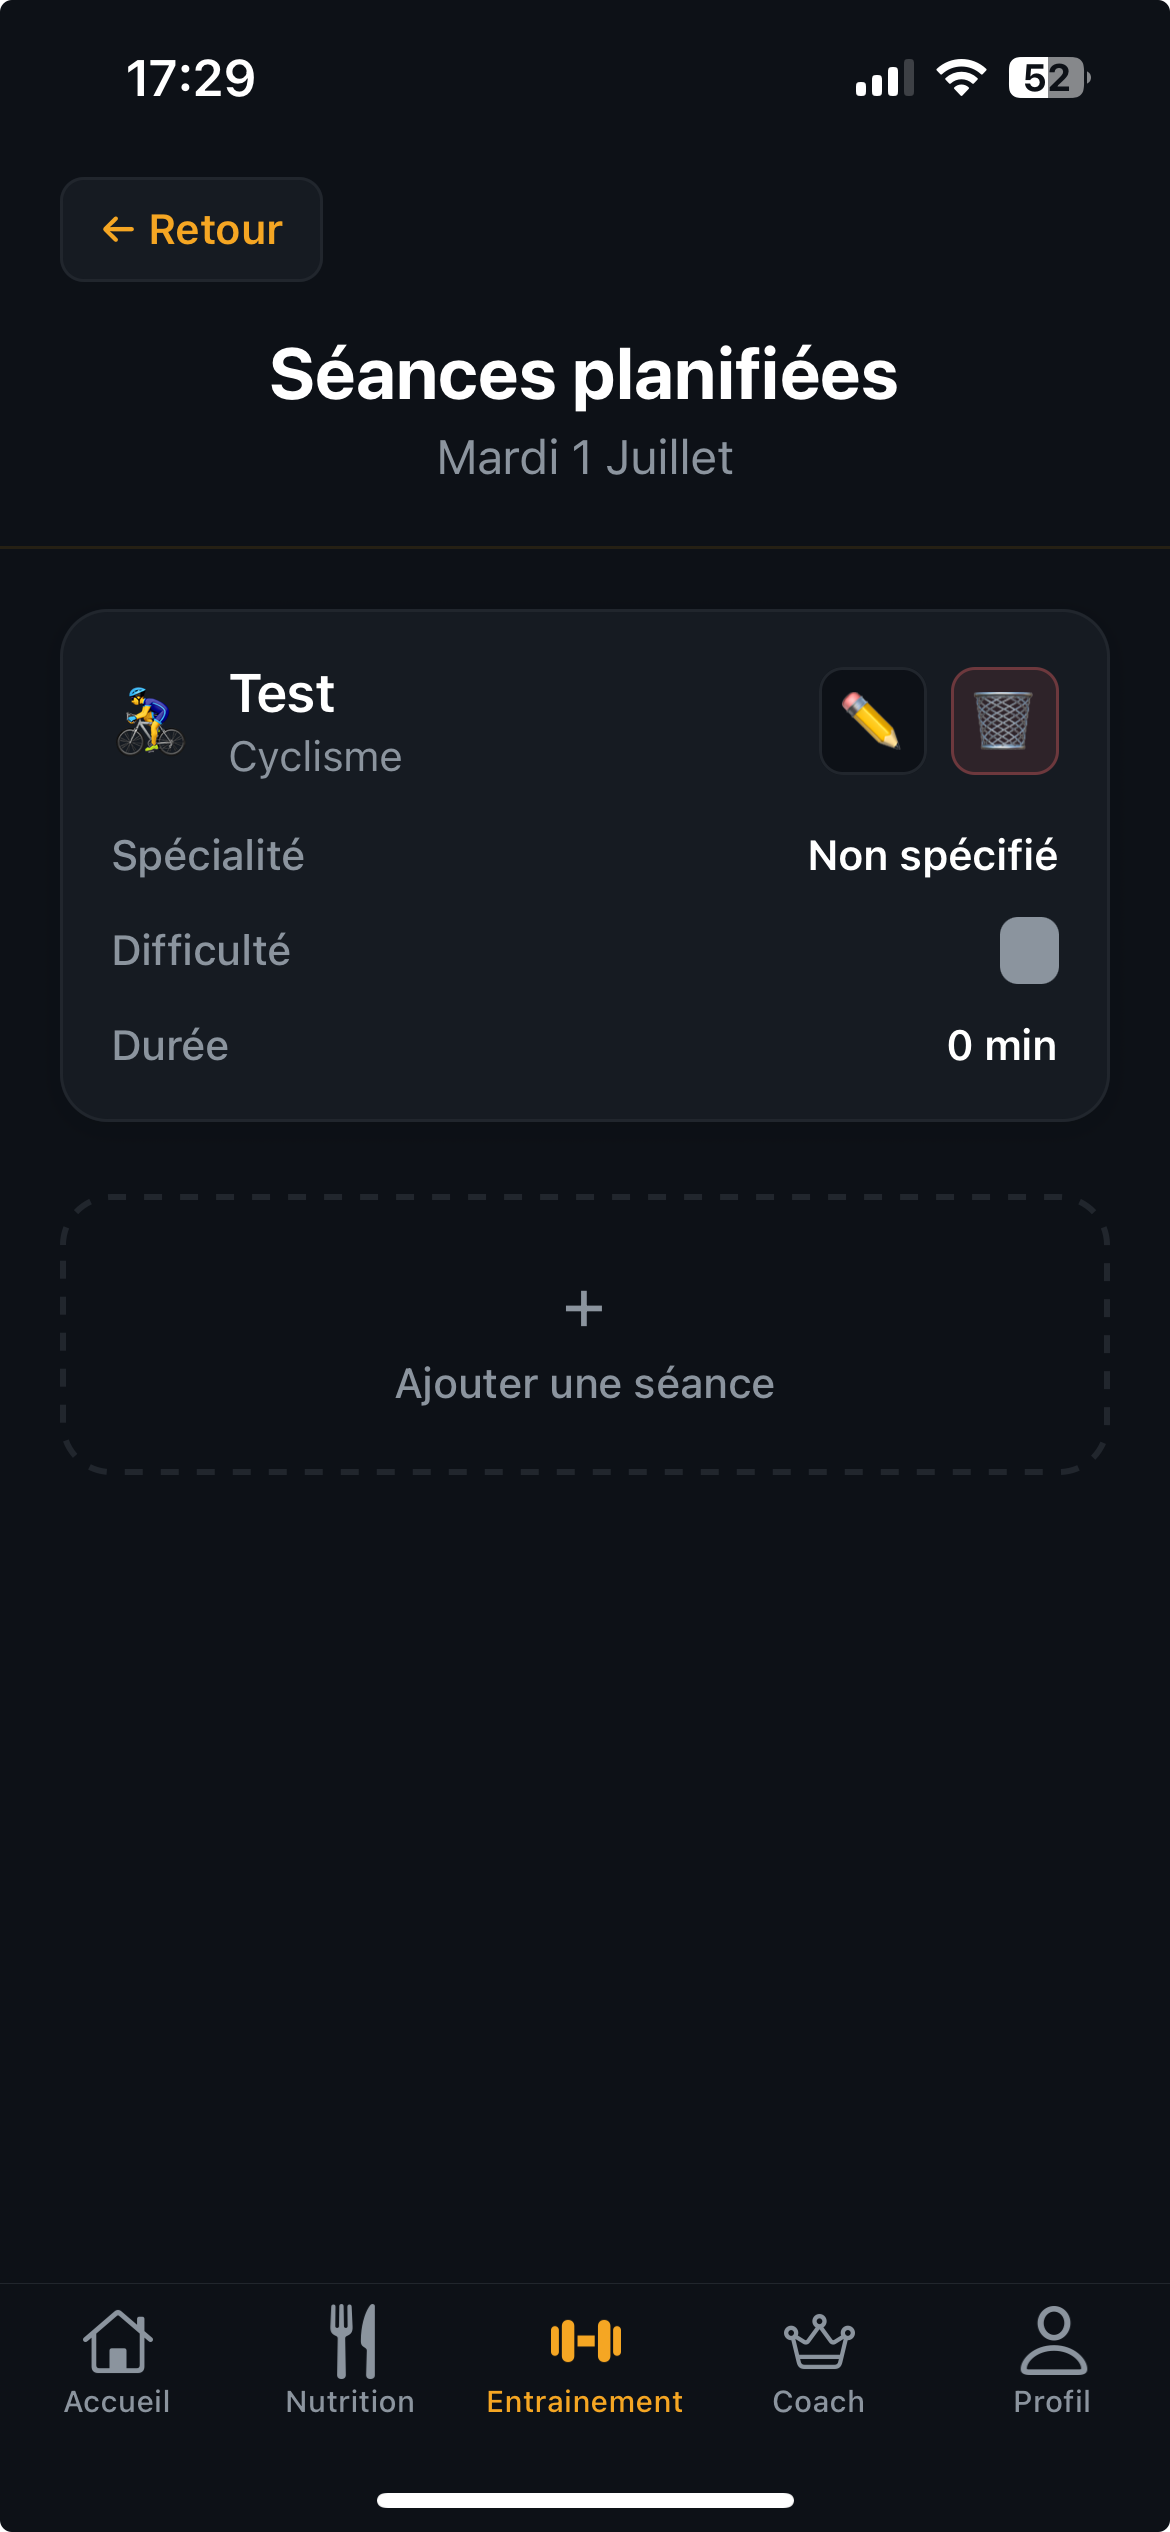 17:29
52
← Retour
Séances planifiées
Mardi 1 Juillet
Test
Cyclisme
Spécialité Non spécifié
Difficulté
Durée 0 min
+
Ajouter une séance
Accueil Nutrition Entrainement Coach Profil